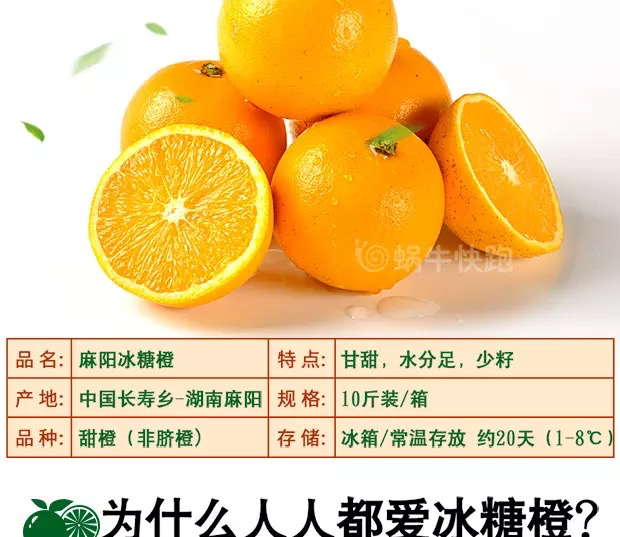 蜗牛快跑
品 名: 麻阳冰糖橙 特 点: 甘甜，水分足，少籽
产 地: 中国长寿乡-湖南麻阳 规 格: 10斤装/箱
品 种: 甜橙（非脐橙） 存 储: 冰箱/常温存放 约20天（1-8℃）
为什么人人都爱冰糖橙?